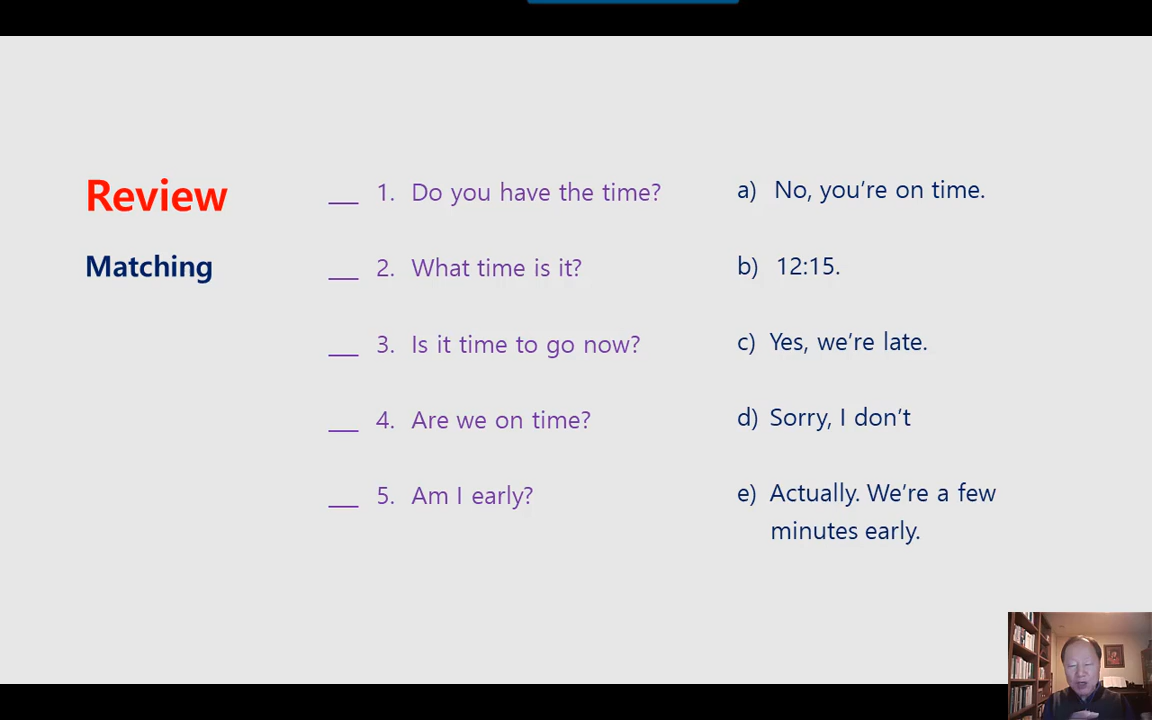 Review
Matching
___ 1. Do you have the time?
___ 2. What time is it?
___ 3. Is it time to go now?
___ 4. Are we on time?
___ 5. Am I early?
a) No, you’re on time.
b) 12:15.
c) Yes, we’re late.
d) Sorry, I don’t
e) Actually. We’re a few
minutes early.